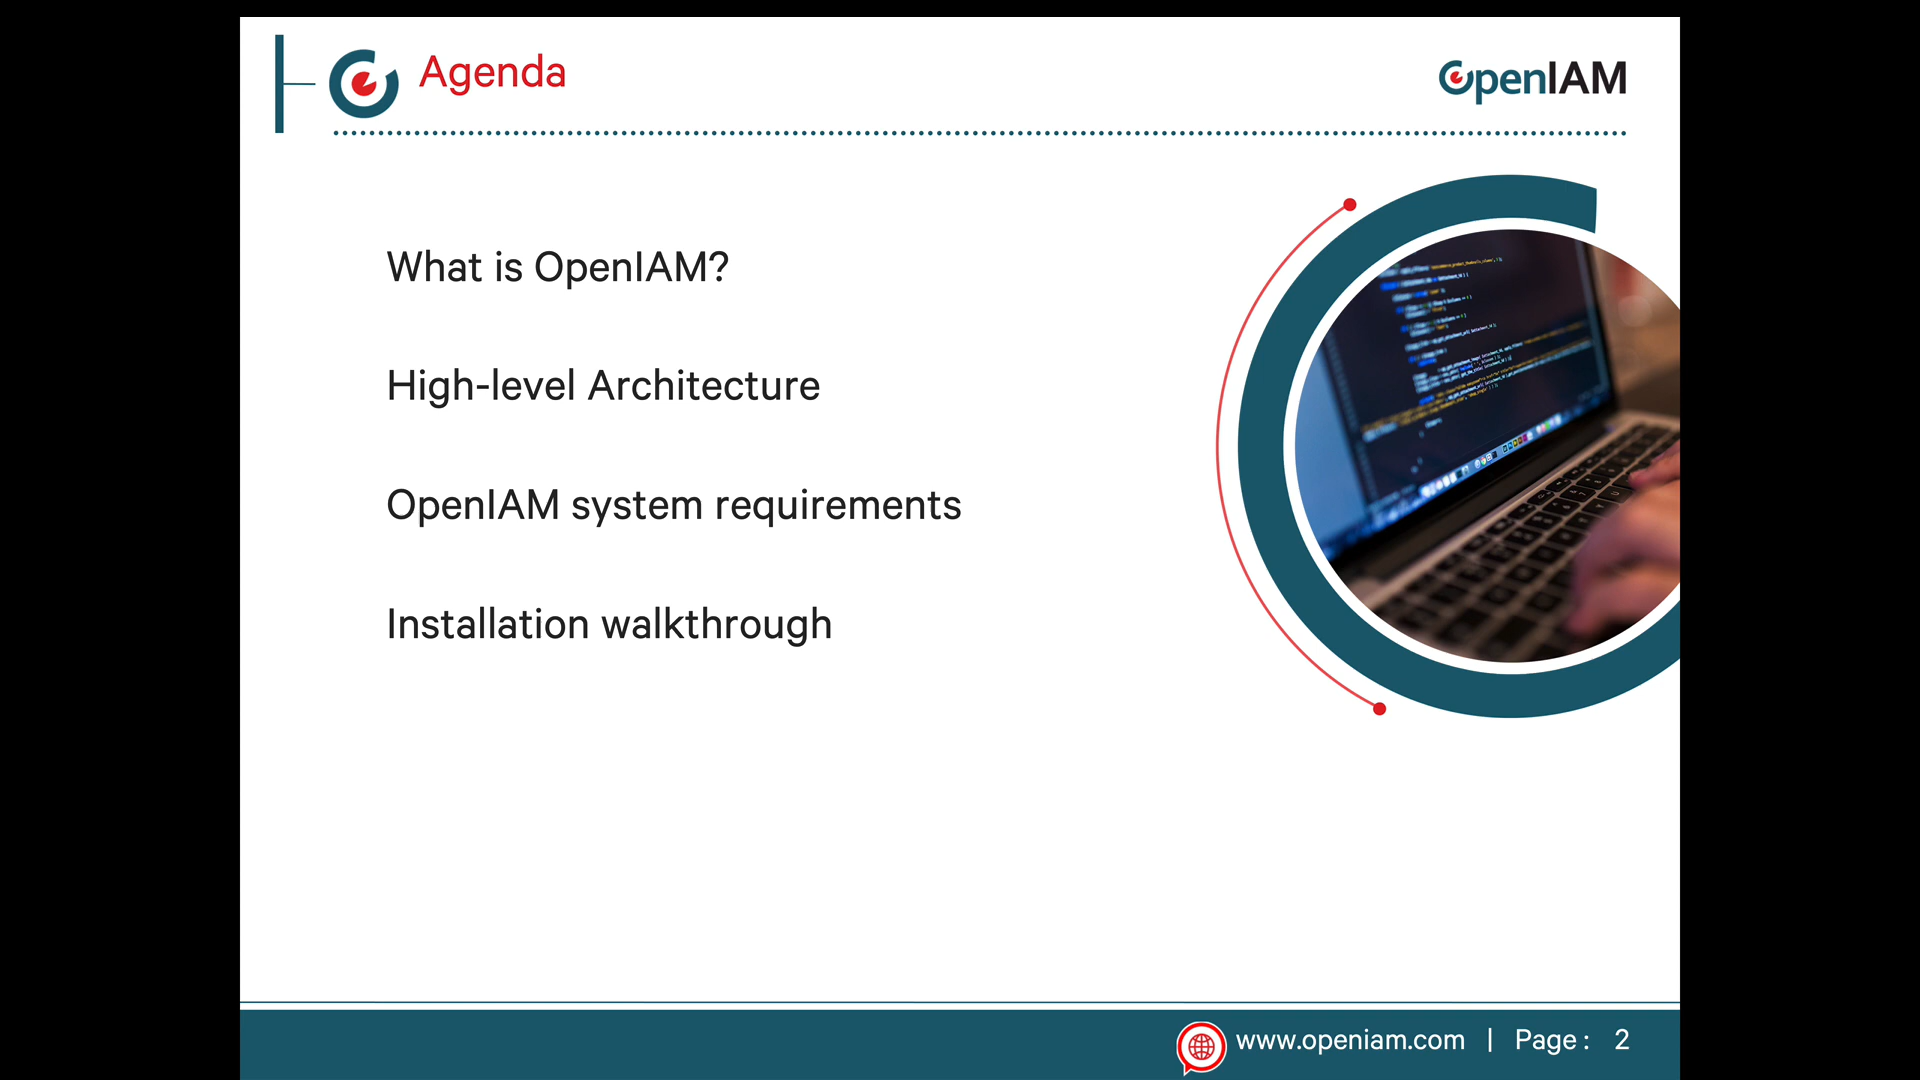 Agenda
OpenIAM
What is OpenIAM?
High-level Architecture
OpenIAM system requirements
Installation walkthrough
www.openiam.com | Page : 2